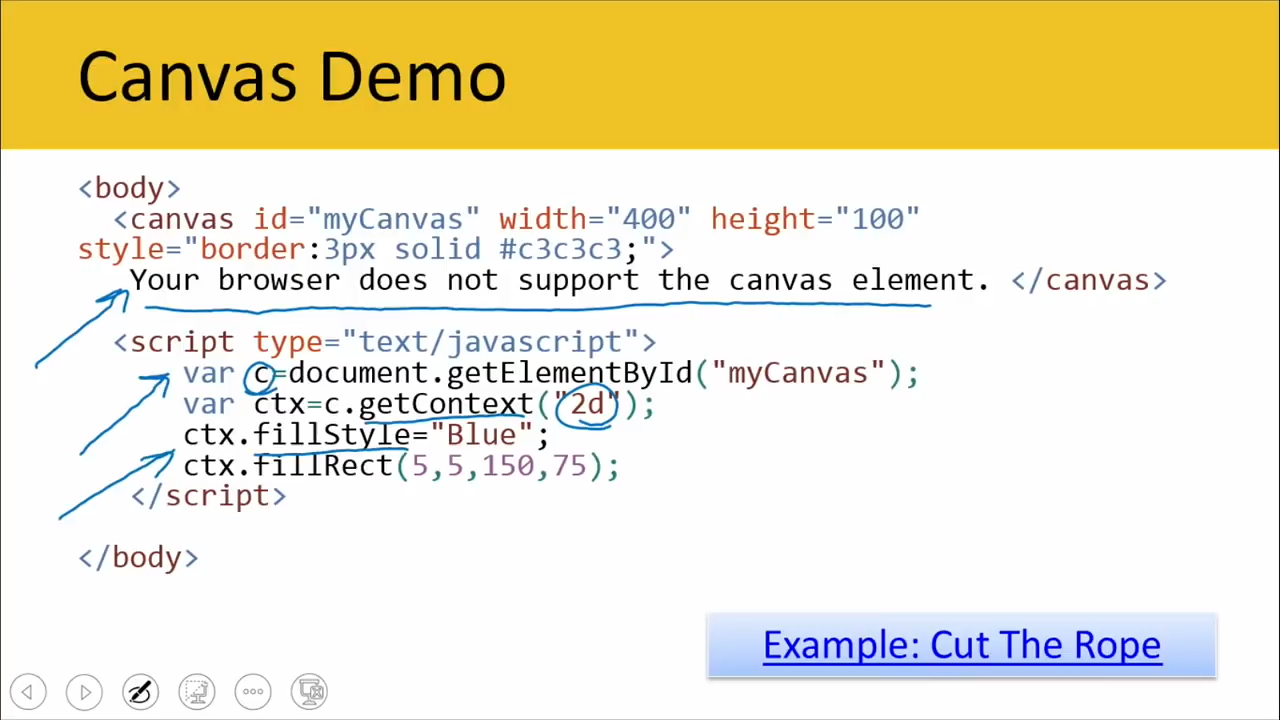 Canvas Demo
<body>
<canvas id="myCanvas" width="400" height="100"
style="border:3px solid #c3c3c3;">
Your browser does not support the canvas element. </canvas>
<script type="text/javascript">
var c=document.getElementById("myCanvas");
var ctx=c.getContext("2d");
ctx.fillStyle="Blue";
ctx.fillRect(5,5,150,75);
</script>
</body>
Example: Cut The Rope